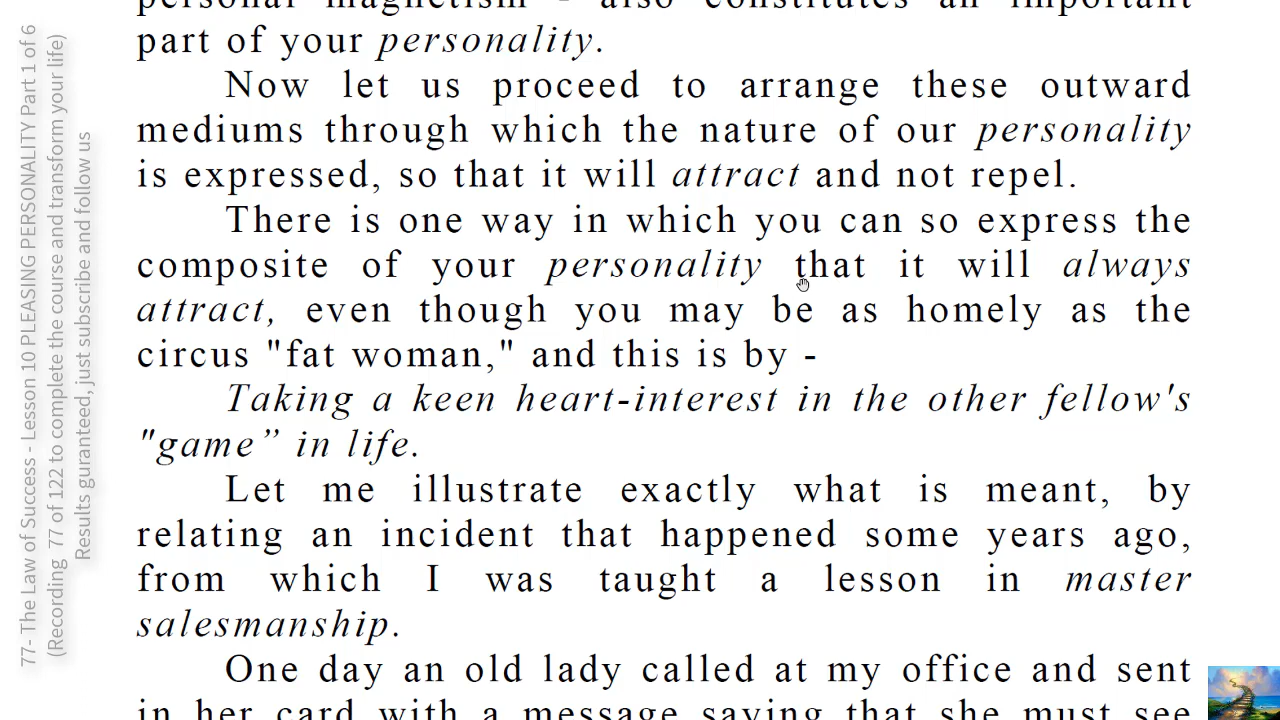 personal magnetism - also constitutes an important
part of your personality.
Now let us proceed to arrange these outward
mediums through which the nature of our personality
is expressed, so that it will attract and not repel.
There is one way in which you can so express the
composite of your personality that it will always
attract, even though you may be as homely as the
circus "fat woman," and this is by -
Taking a keen heart-interest in the other fellow's
"game” in life.
Let me illustrate exactly what is meant, by
relating an incident that happened some years ago,
from which I was taught a lesson in master
salesmanship.
One day an old lady called at my office and sent
in her card with a message saying that she must see
77- The Law of Success - Lesson 10 PLEASING PERSONALITY Part 1 of 6
(Recording 77 of 122 to complete the course and transform your life)
Results guranteed, just subscribe and follow us